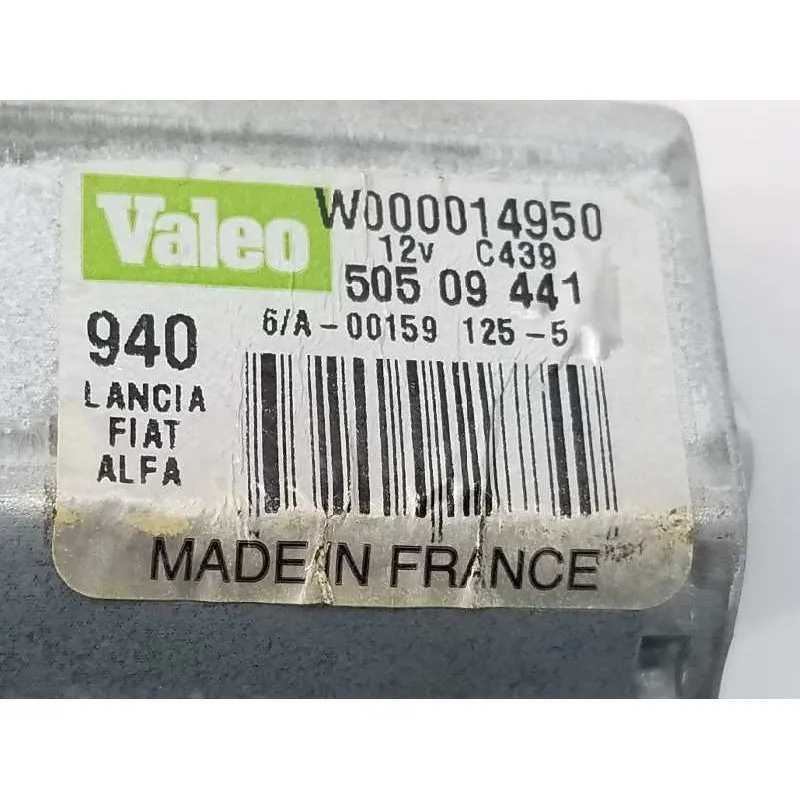 Valeo W000014950
12v C439
505 09 441
6/A-00159 125-5
940
LANCIA
FIAT
ALFA
MADE IN FRANCE